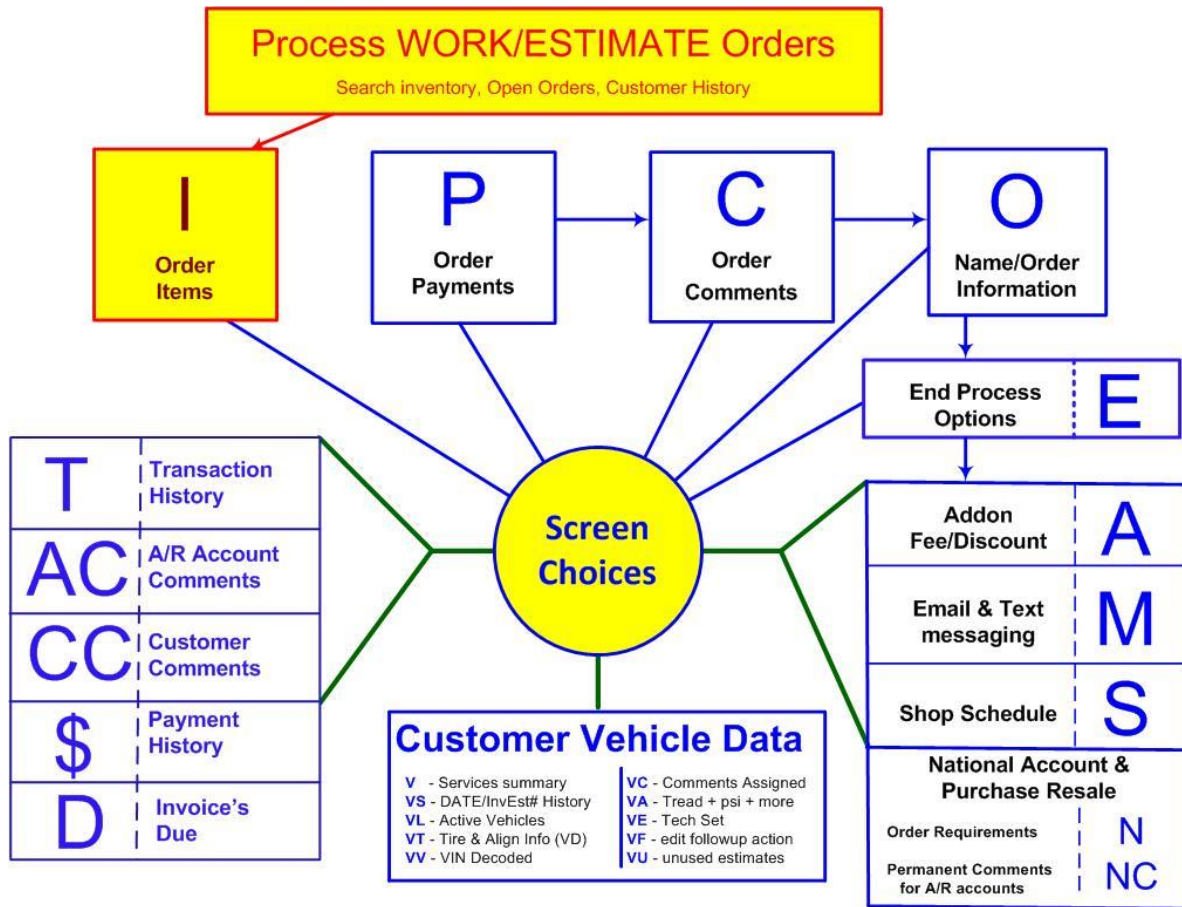 Process WORK/ESTIMATE Orders
Search inventory, Open Orders, Customer History
I
Order
Items
P
Order
Payments
C
Order
Comments
O
Name/Order
Information
End Process
Options
E
T
Transaction
History
AC
A/R Account
Comments
CC
Customer
Comments
$
Payment
History
D
Invoice's
Due
Screen
Choices
Addon
Fee/Discount
A
Email & Text
messaging
M
Shop Schedule
S
National Account &
Purchase Resale
Order Requirements
N
Permanent Comments
for A/R accounts
NC
Customer Vehicle Data
V - Services summary
VS - DATE/InvEst# History
VL - Active Vehicles
VT - Tire & Align Info (VD)
VV - VIN Decoded
VC - Comments Assigned
VA - Tread + psi + more
VE - Tech Set
VF - edit followup action
VU - unused estimates